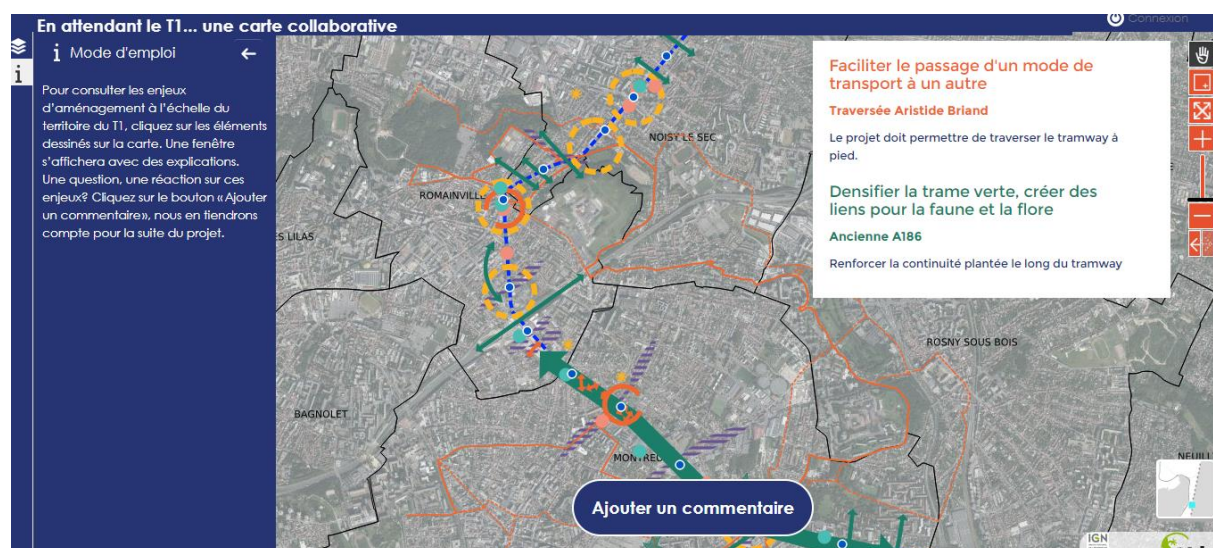 En attendant le T1... une carte collaborative
Connexion
i Mode d'emploi
i
Pour consulter les enjeux
d'aménagement à l'échelle du
territoire du T1, cliquez sur les éléments
dessinés sur la carte. Une fenêtre
s'affichera avec des explications.
Une question, une réaction sur ces
enjeux? Cliquez sur le bouton «Ajouter
un commentaire», nous en tiendrons
compte pour la suite du projet.
Faciliter le passage d'un mode de
transport à un autre
Traversée Aristide Briand
Le projet doit permettre de traverser le tramway à
pied.
Densifier la trame verte, créer des
liens pour la faune et la flore
Ancienne A186
Renforcer la continuité plantée le long du tramway
NOISY LE SEC
ROMAINVILLE
ES LILAS
ROSNY SOUS BOIS
BAGNOLET
MONTREU
NEUILL
Ajouter un commentaire
IGN